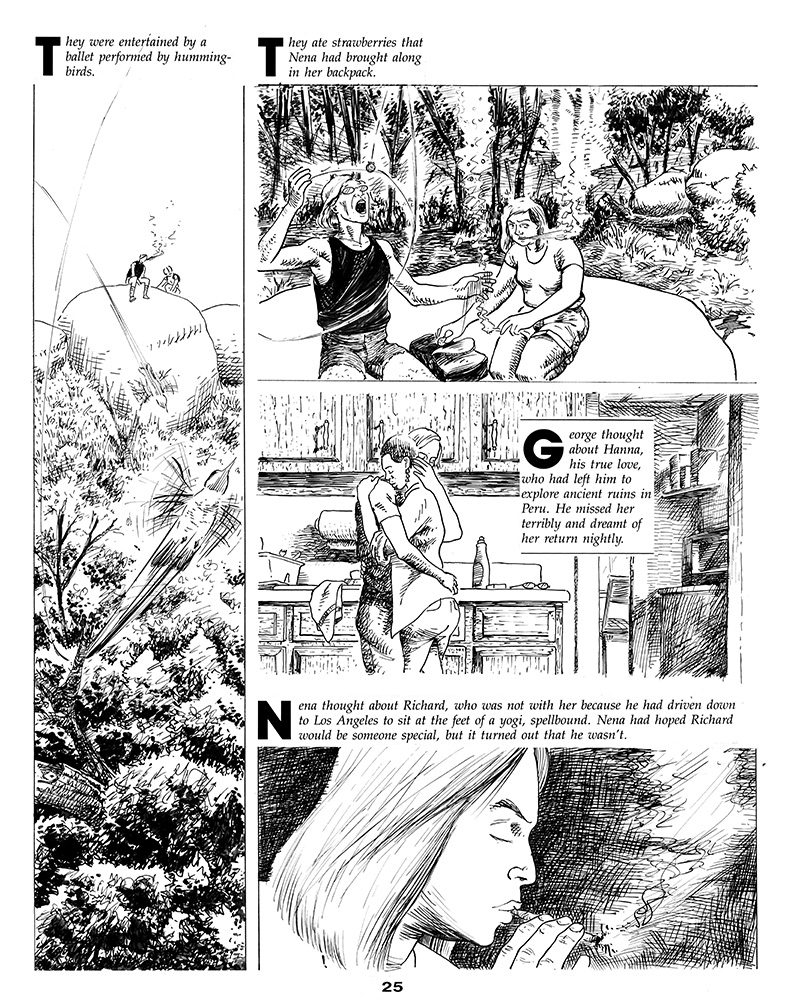 They were entertained by a
ballet performed by humming-
birds.
They ate strawberries that
Nena had brought along
in her backpack.
George thought
about Hanna,
his true love,
who had left him to
explore ancient ruins in
Peru. He missed her
terribly and dreamt of
her return nightly.
Nena thought about Richard, who was not with her because he had driven down
to Los Angeles to sit at the feet of a yogi, spellbound. Nena had hoped Richard
would be someone special, but it turned out that he wasn't.
25